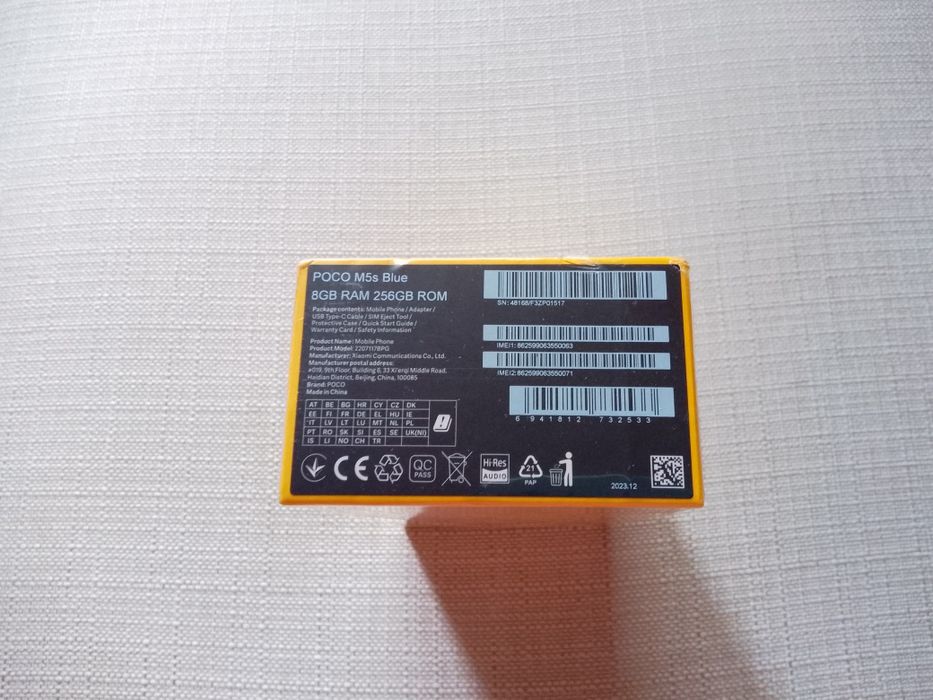 POCO M5s Blue
8GB RAM 256GB ROM
Package contents: Mobile Phone / Adapter /
USB Type-C Cable / SIM Eject Tool /
Protective Case / Quick Start Guide /
Warranty Card / Safety Information
Product Name: Mobile Phone
Product Model: 2207117BPG
Manufacturer: Xiaomi Communications Co., Ltd.
Manufacturer postal address:
#019, 9th Floor, Building 6, 33 Xi'erqi Middle Road,
Haidian District, Beijing, China, 100085
Brand: POCO
Made in China
AT BE BG HR CY CZ DK
EE FI FR DE EL HU IE
IT LV LT LU MT NL PL
PT RO SK SI ES SE UK(NI)
IS LI NO CH TR
SN: 48168/F3ZP01517
IMEI1: 862599063550063
IMEI2: 862599063550071
6 941812 732533
CE
QC
PASS
Hi-Res
AUDIO
21
PAP
2023.12